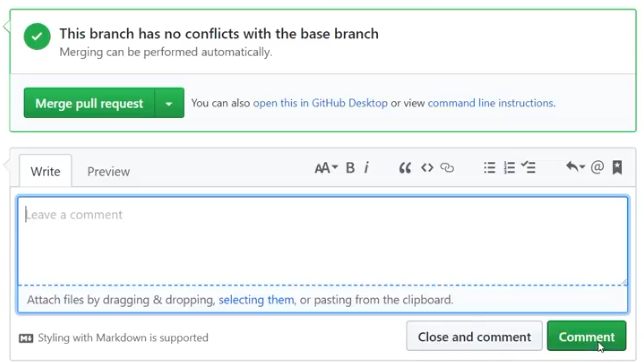 This branch has no conflicts with the base branch
Merging can be performed automatically.
Merge pull request
You can also open this in GitHub Desktop or view command line instructions.
Write
Preview
AA
B
i
@
Leave a comment
Attach files by dragging & dropping, selecting them, or pasting from the clipboard.
Styling with Markdown is supported
Close and comment
Comment